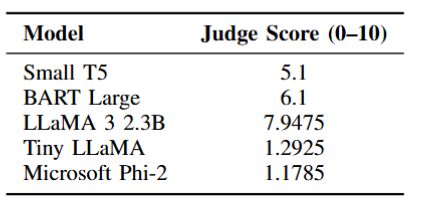 Model Judge Score (0–10)
Small T5 5.1
BART Large 6.1
LLaMA 3 2.3B 7.9475
Tiny LLaMA 1.2925
Microsoft Phi-2 1.1785